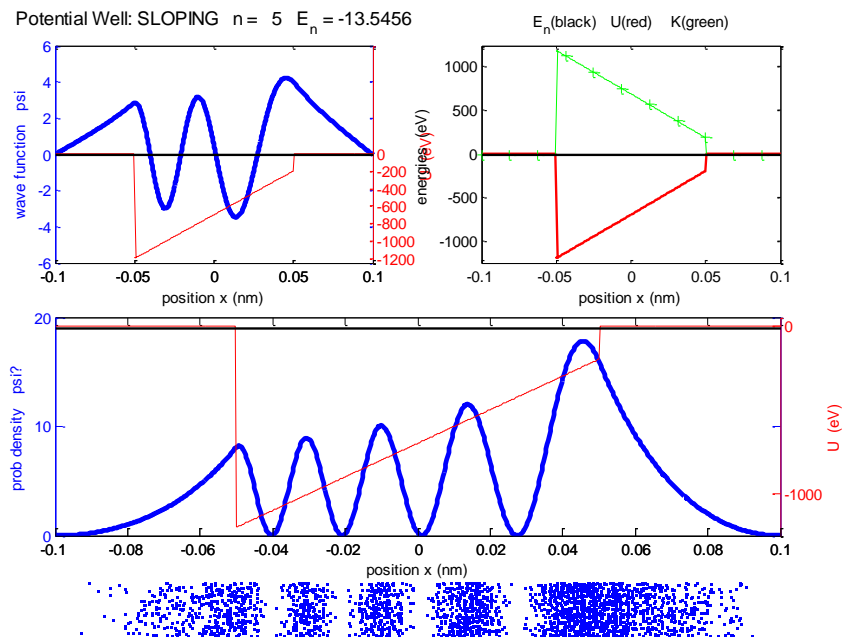 Potential Well: SLOPING n = 5 E_n = -13.5456
E_n(black) U(red) K(green)
6
4
2
0
-2
-4
-6
wave function psi
-0.1 -0.05 0 0.05 0.1
position x (nm)
0
-200
-400
-600
-800
-1000
-1200
U (eV)
1000
500
0
-500
-1000
energies (eV)
-0.1 -0.05 0 0.05 0.1
position x (nm)
20
10
0
prob density psi?
-0.1 -0.08 -0.06 -0.04 -0.02 0 0.02 0.04 0.06 0.08 0.1
position x (nm)
0
-1000
U (eV)